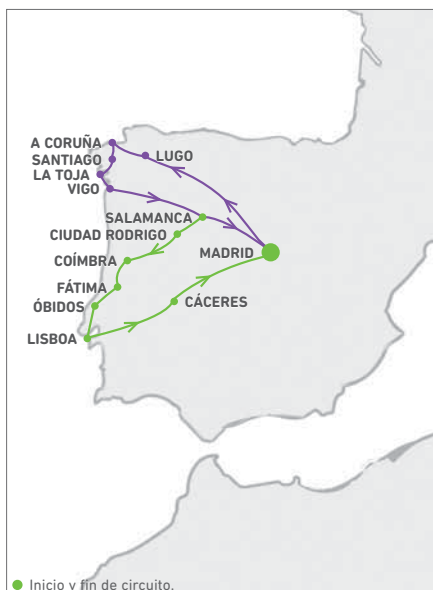 A CORUÑA
LUGO
SANTIAGO
LA TOJA
VIGO
SALAMANCA
CIUDAD RODRIGO
MADRID
COÍMBRA
FÁTIMA
CÁCERES
ÓBIDOS
LISBOA
Inicio y fin de circuito.